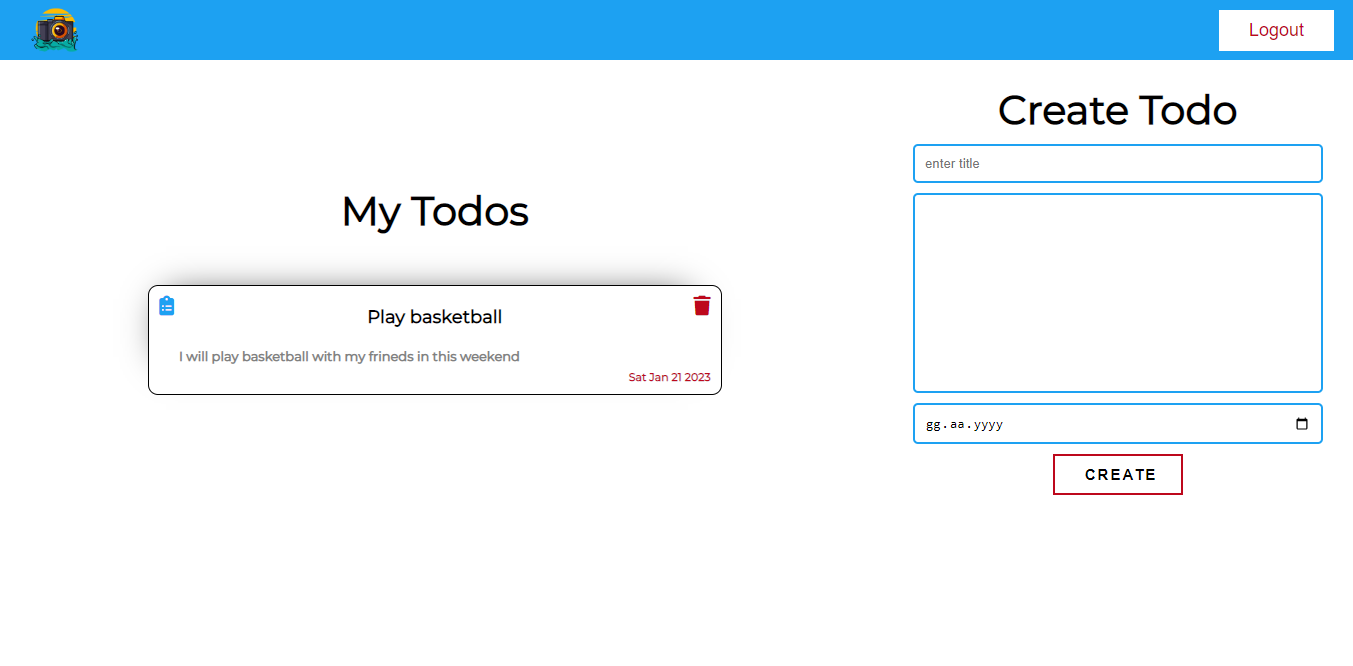 Logout
My Todos
Play basketball
I will play basketball with my frineds in this weekend
Sat Jan 21 2023
Create Todo
enter title
gg.aa.yyyy
CREATE